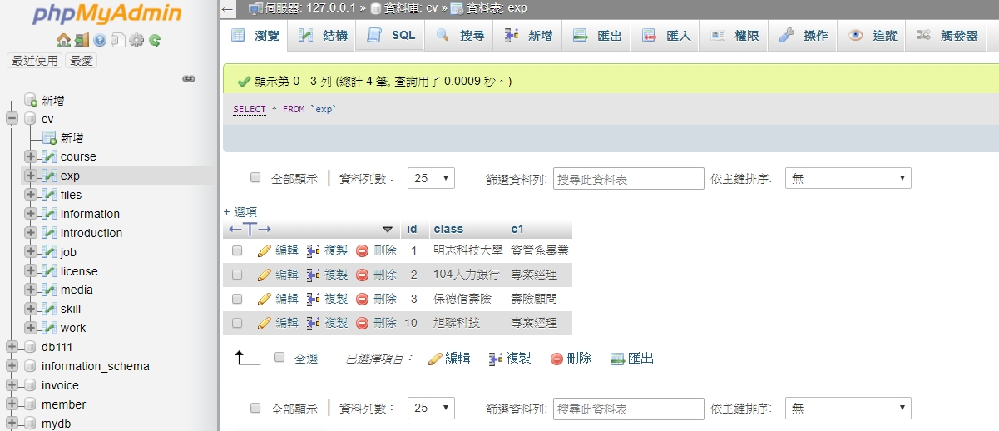 phpMyAdmin
最近使用 最愛
新增
cv
新增
course
exp
files
information
introduction
job
license
media
skill
work
db111
information_schema
invoice
member
mydb
伺服器: 127.0.0.1 » 資料庫: cv » 資料表: exp
瀏覽 結構 SQL 搜尋 新增 匯出 匯入 權限 操作 追蹤 觸發器
顯示第 0 - 3 列 (總計 4 筆, 查詢用了 0.0009 秒。)
SELECT * FROM `exp`
全部顯示 | 資料列數： 25 篩選資料列: 搜尋此資料表 依主鍵排序: 無
+ 選項
←T→ id class c1
編輯 複製 刪除 1 明志科技大學 資管系畢業
編輯 複製 刪除 2 104人力銀行 專案經理
編輯 複製 刪除 3 保德信壽險 壽險顧問
編輯 複製 刪除 10 旭聯科技 專案經理
全選 已選擇項目： 編輯 複製 刪除 匯出
全部顯示 | 資料列數： 25 篩選資料列: 搜尋此資料表 依主鍵排序: 無